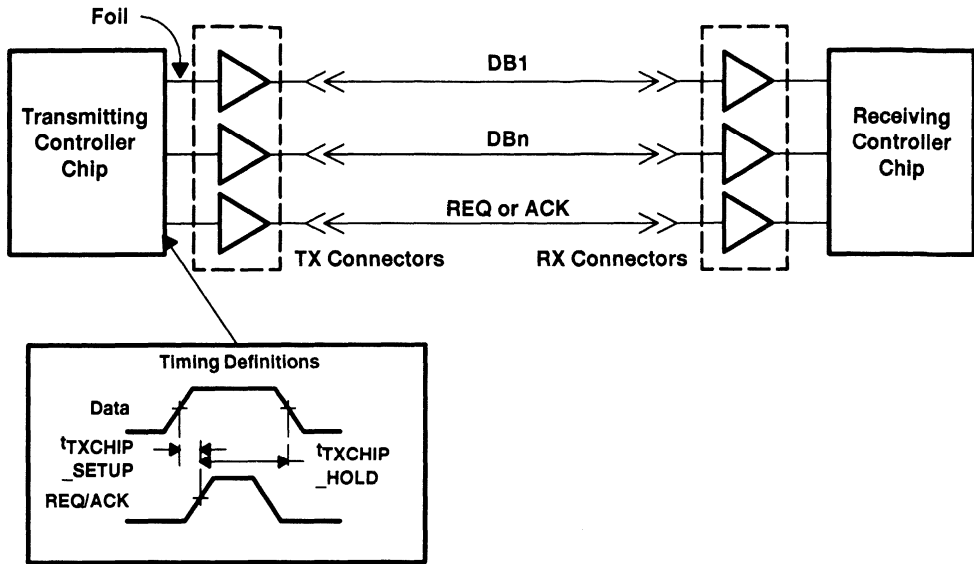 Foil
Transmitting
Controller
Chip
DB1
DBn
REQ or ACK
TX Connectors
RX Connectors
Receiving
Controller
Chip
Timing Definitions
Data
tTXCHIP
_SETUP
tTXCHIP
_HOLD
REQ/ACK